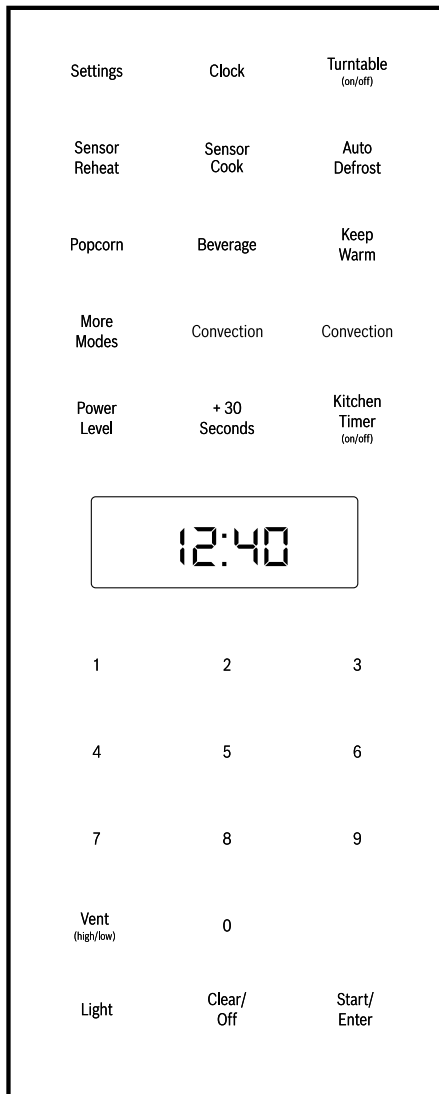 Settings Clock Turntable
(on/off)
Sensor Sensor Auto
Reheat Cook Defrost
Popcorn Beverage Keep
Warm
More Convection Convection
Modes
Power + 30 Kitchen
Level Seconds Timer
(on/off)
12:40
1 2 3
4 5 6
7 8 9
Vent 0
(high/low)
Light Clear/ Start/
Off Enter